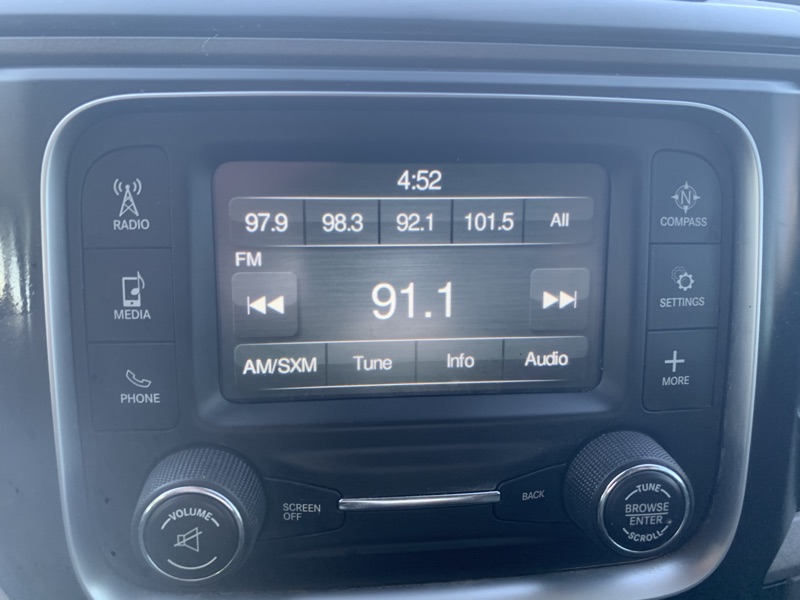 4:52
97.9 98.3 92.1 101.5 All
FM
91.1
AM/SXM Tune Info Audio
RADIO
MEDIA
PHONE
N
COMPASS
SETTINGS
MORE
VOLUME
SCREEN
OFF
BACK
TUNE
BROWSE
ENTER
SCROLL